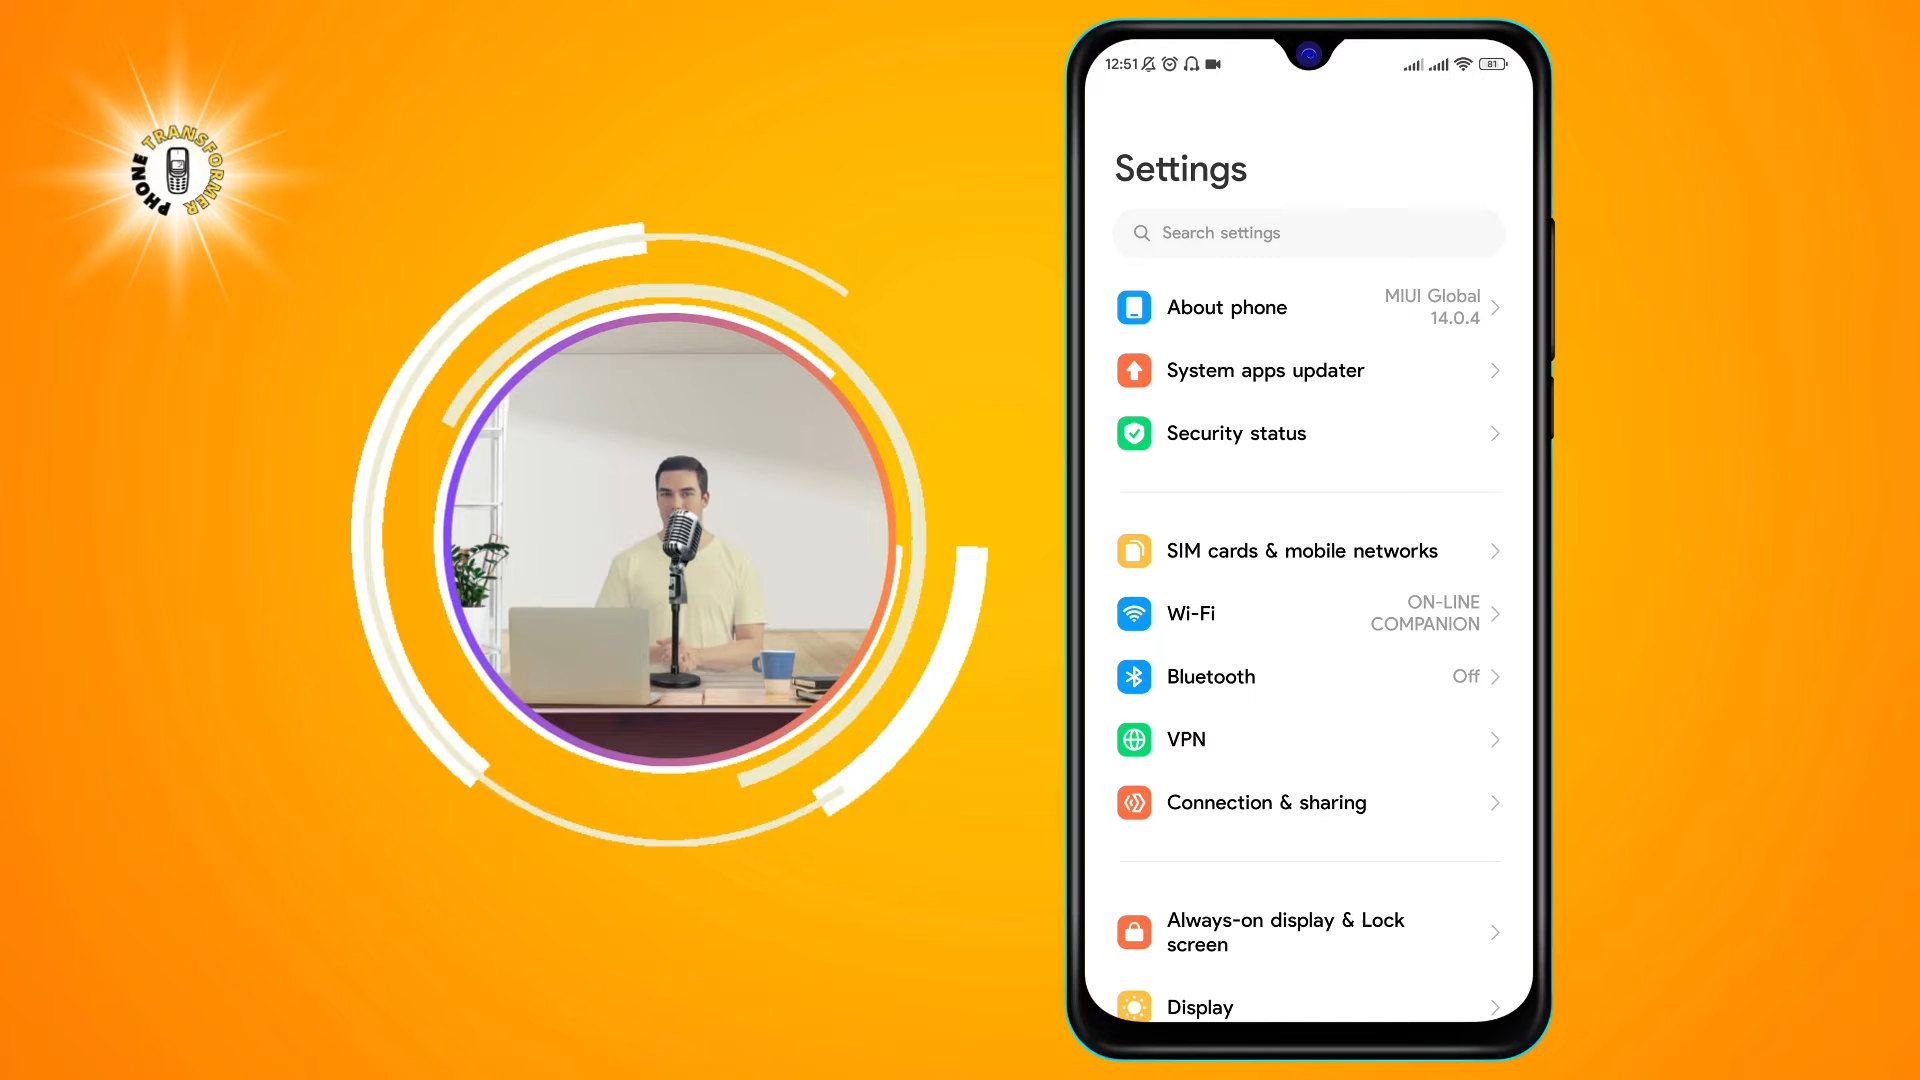 PHONE TRANSFORMER
12:51
81
Settings
Search settings
About phone
MIUI Global
14.0.4
System apps updater
Security status
SIM cards & mobile networks
Wi-Fi
ON-LINE
COMPANION
Bluetooth
Off
VPN
Connection & sharing
Always-on display & Lock
screen
Display